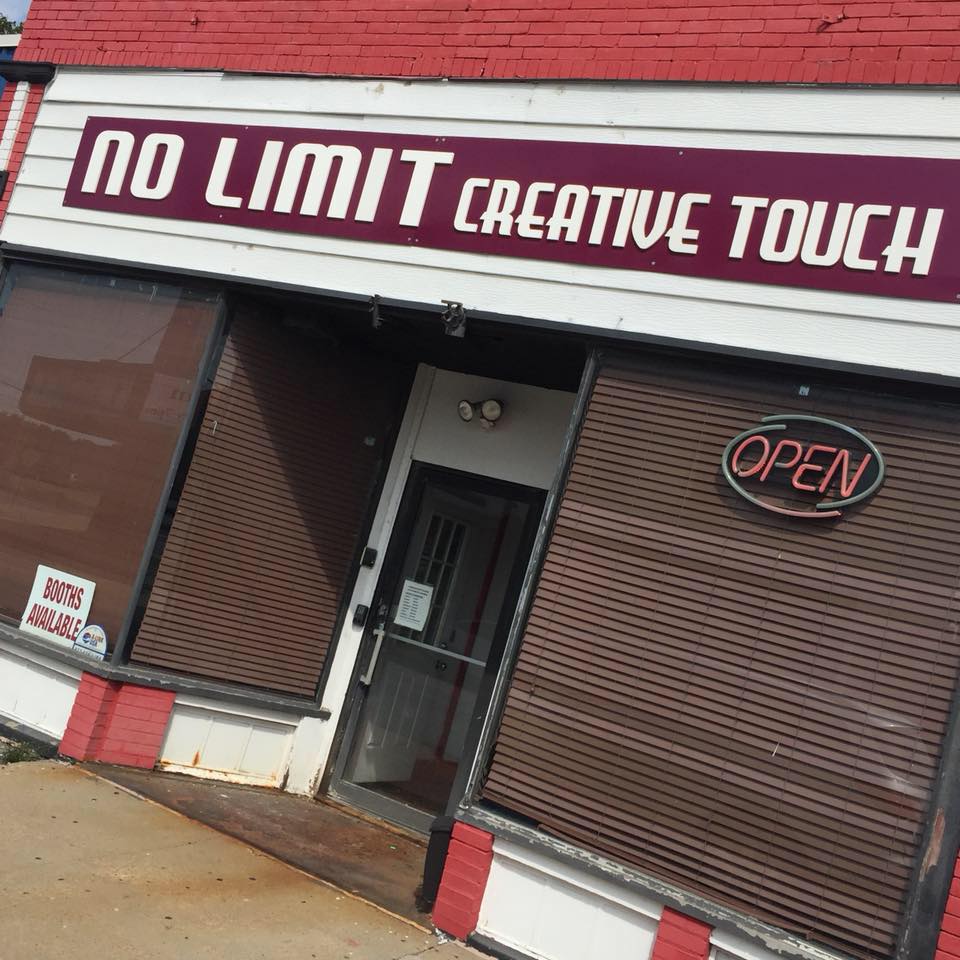 NO LIMIT CREATIVE TOUCH
OPEN
BOOTHS
AVAILABLE